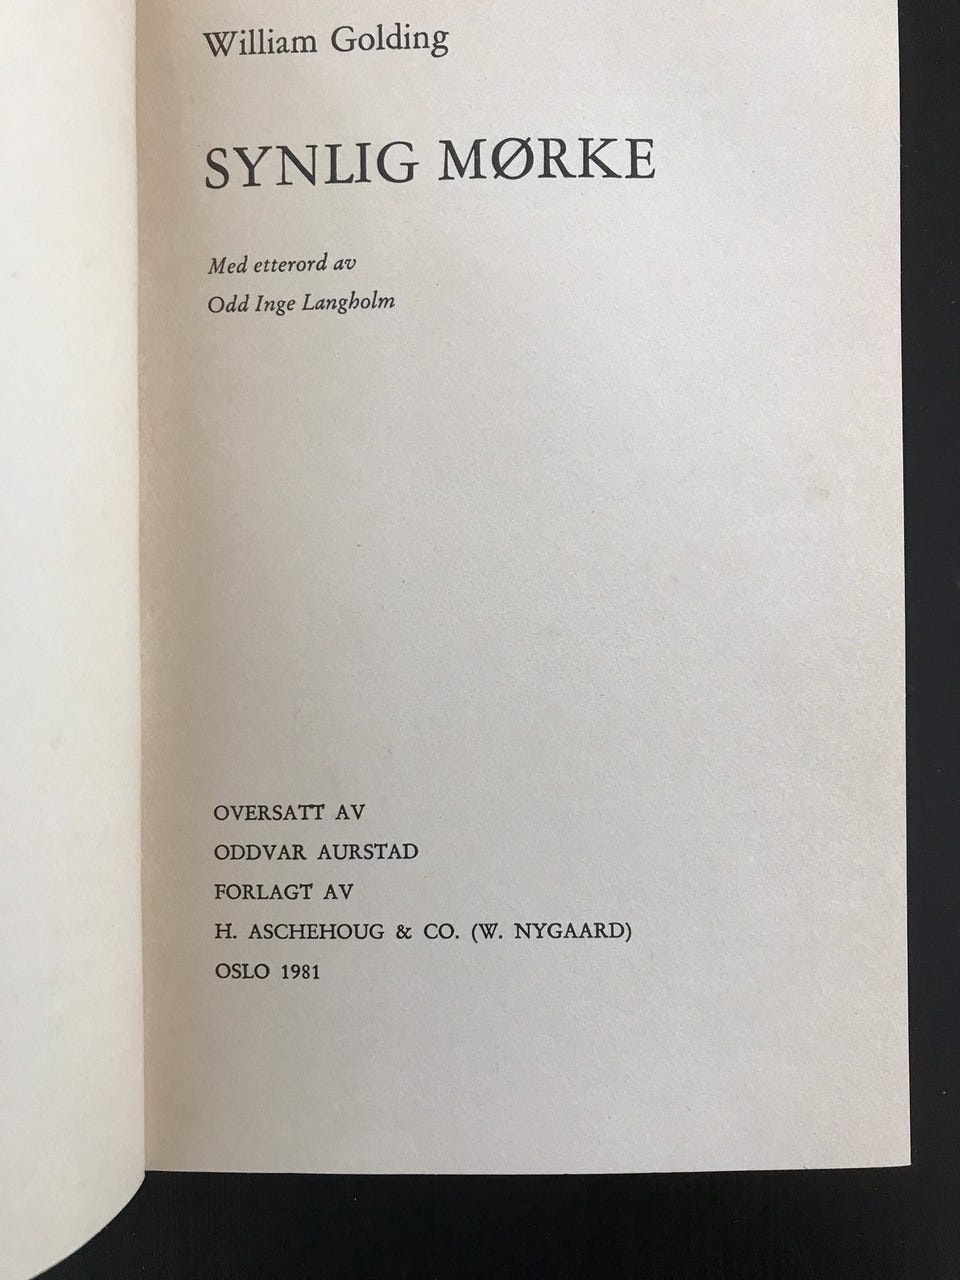 William Golding
SYNLIG MØRKE
Med etterord av
Odd Inge Langholm
OVERSATT AV
ODDVAR AURSTAD
FORLAGT AV
H. ASCHEHOUG & CO. (W. NYGAARD)
OSLO 1981